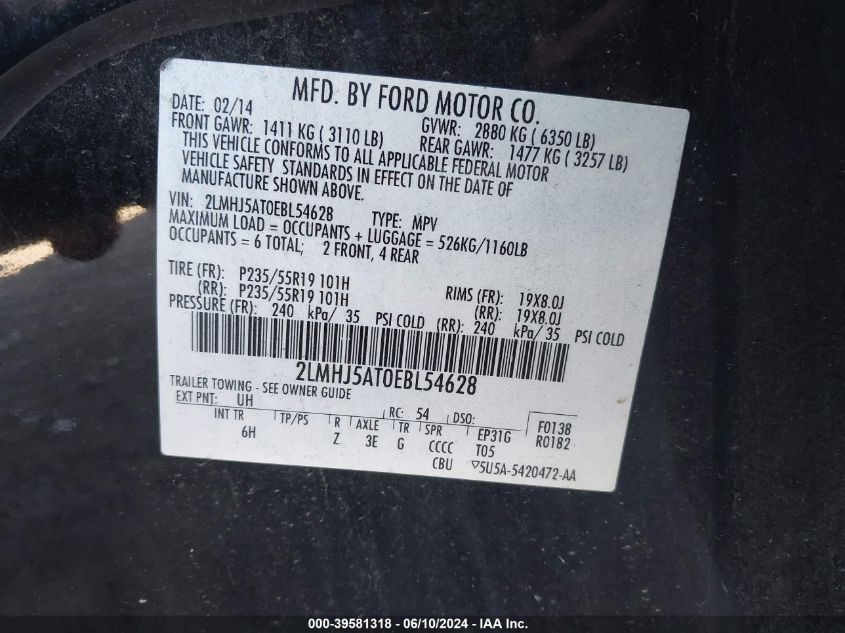 MFD. BY FORD MOTOR CO.
DATE: 02/14 GVWR: 2880 KG ( 6350 LB)
FRONT GAWR: 1411 KG ( 3110 LB) REAR GAWR: 1477 KG ( 3257 LB)
THIS VEHICLE CONFORMS TO ALL APPLICABLE FEDERAL MOTOR
VEHICLE SAFETY STANDARDS IN EFFECT ON THE DATE OF
MANUFACTURE SHOWN ABOVE.
VIN: 2LMHJ5AT0EBL54628 TYPE: MPV
MAXIMUM LOAD = OCCUPANTS + LUGGAGE = 526KG/1160LB
OCCUPANTS = 6 TOTAL; 2 FRONT, 4 REAR
TIRE (FR): P235/55R19 101H RIMS (FR): 19X8.0J
(RR): P235/55R19 101H (RR): 19X8.0J
PRESSURE (FR): 240 kPa/ 35 PSI COLD (RR): 240 kPa/ 35 PSI COLD
2LMHJ5AT0EBL54628
TRAILER TOWING - SEE OWNER GUIDE
EXT PNT: UH RC: 54 DSO: F0138
INT TR TP/PS R AXLE TR SPR EP31G R0182
6H Z 3E G CCCC T05
CBU ▽5U5A-5420472-AA
000-39581318 - 06/10/2024 - IAA Inc.